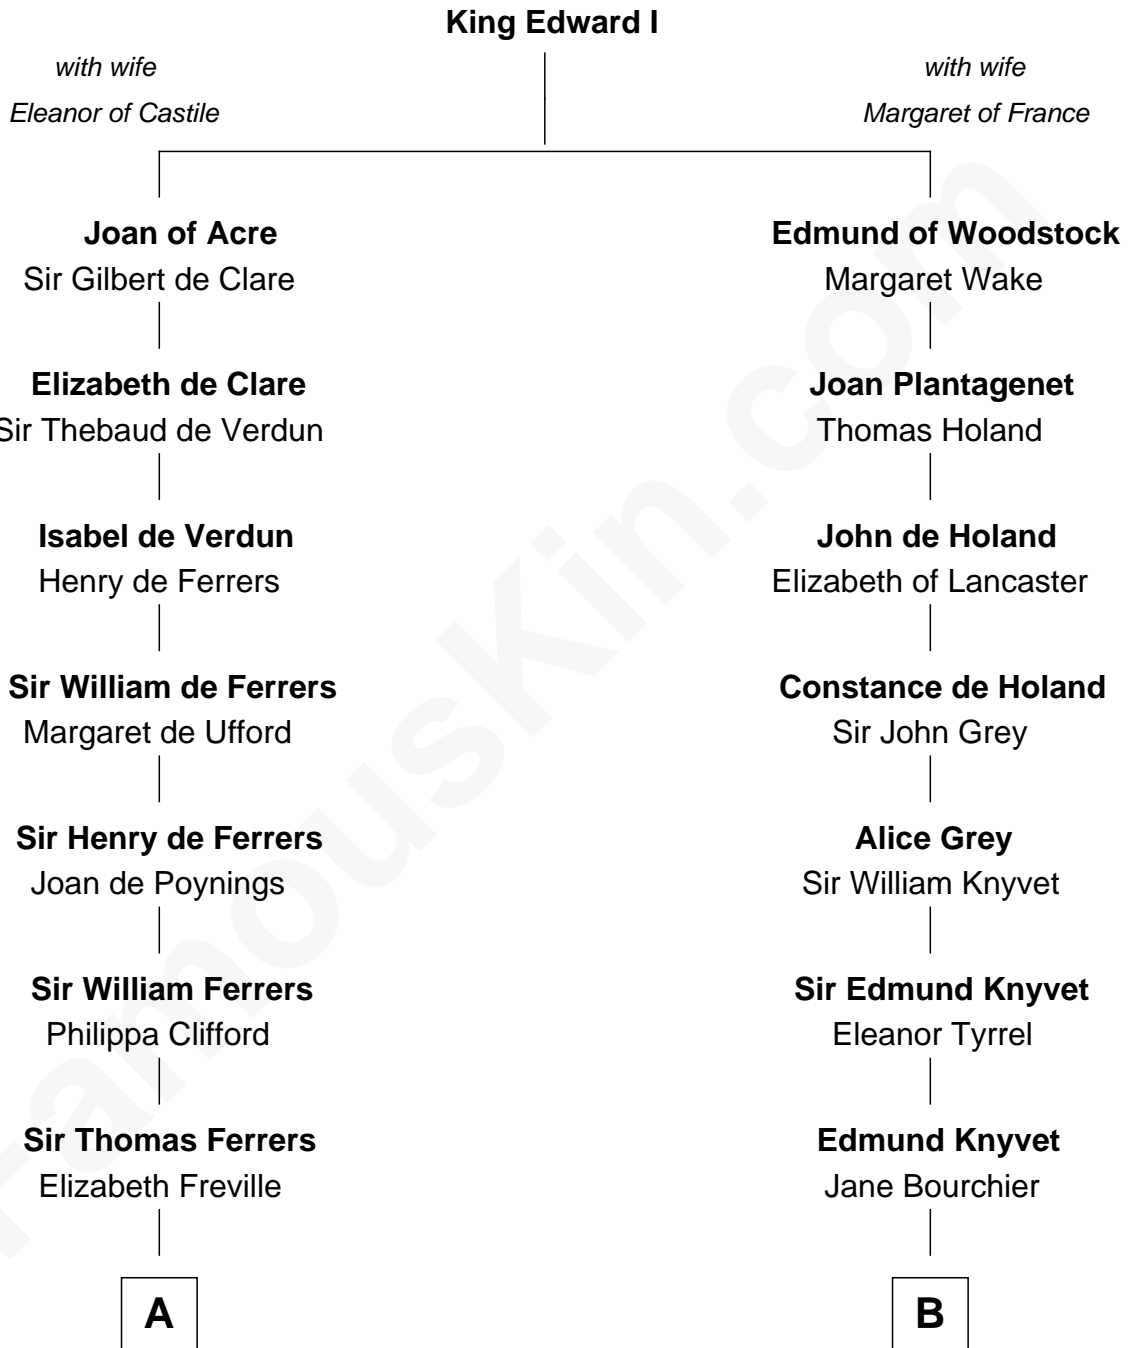 King Edward I
with wife
Eleanor of Castile
with wife
Margaret of France
Joan of Acre
Sir Gilbert de Clare
Edmund of Woodstock
Margaret Wake
Elizabeth de Clare
Sir Thebaud de Verdun
Joan Plantagenet
Thomas Holand
Isabel de Verdun
Henry de Ferrers
John de Holand
Elizabeth of Lancaster
Sir William de Ferrers
Margaret de Ufford
Constance de Holand
Sir John Grey
Sir Henry de Ferrers
Joan de Poynings
Alice Grey
Sir William Knyvet
Sir William Ferrers
Philippa Clifford
Sir Edmund Knyvet
Eleanor Tyrrel
Sir Thomas Ferrers
Elizabeth Freville
Edmund Knyvet
Jane Bourchier
A
B
FamousKin.com